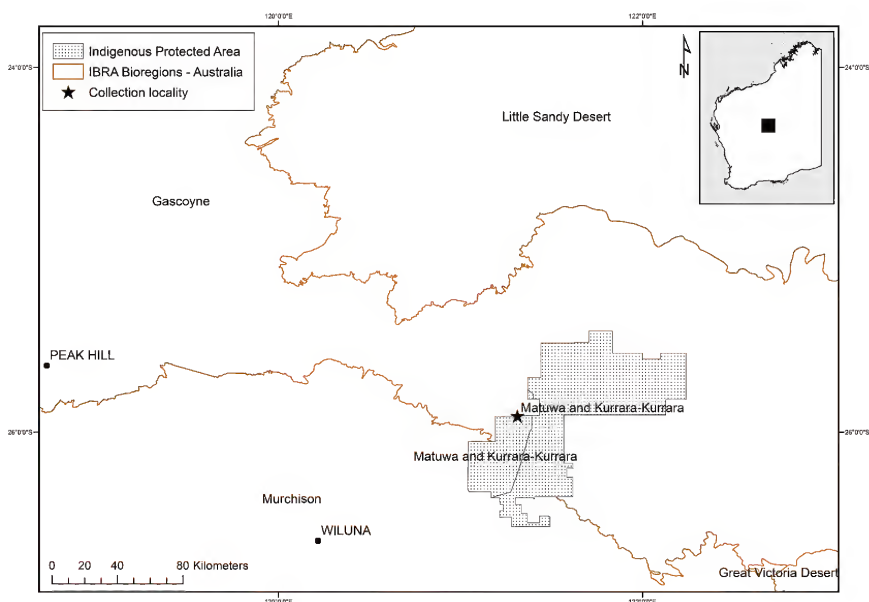 120°0'0"E
122°0'0"E
Indigenous Protected Area
IBRA Bioregions - Australia
Collection locality
N
24°0'0"S
24°0'0"S
Little Sandy Desert
Gascoyne
PEAK HILL
Matuwa and Kurrara-Kurrara
26°0'0"S
26°0'0"S
Matuwa and Kurrara-Kurrara
Murchison
WILUNA
0 20 40 80 Kilometers
Great Victoria Desert